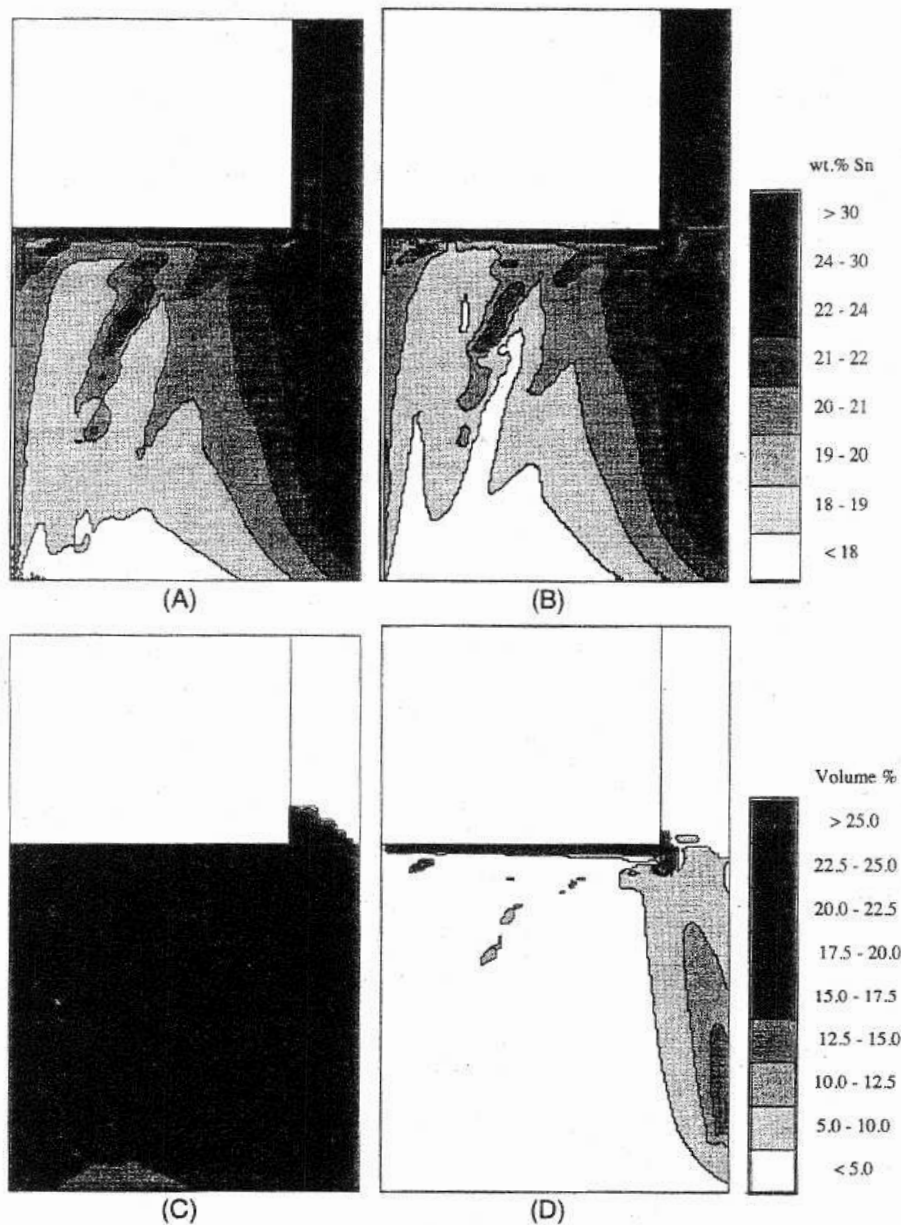 wt.% Sn
> 30
24 - 30
22 - 24
21 - 22
20 - 21
19 - 20
18 - 19
< 18
(A)
(B)
Volume %
> 25.0
22.5 - 25.0
20.0 - 22.5
17.5 - 20.0
15.0 - 17.5
12.5 - 15.0
10.0 - 12.5
5.0 - 10.0
< 5.0
(C)
(D)